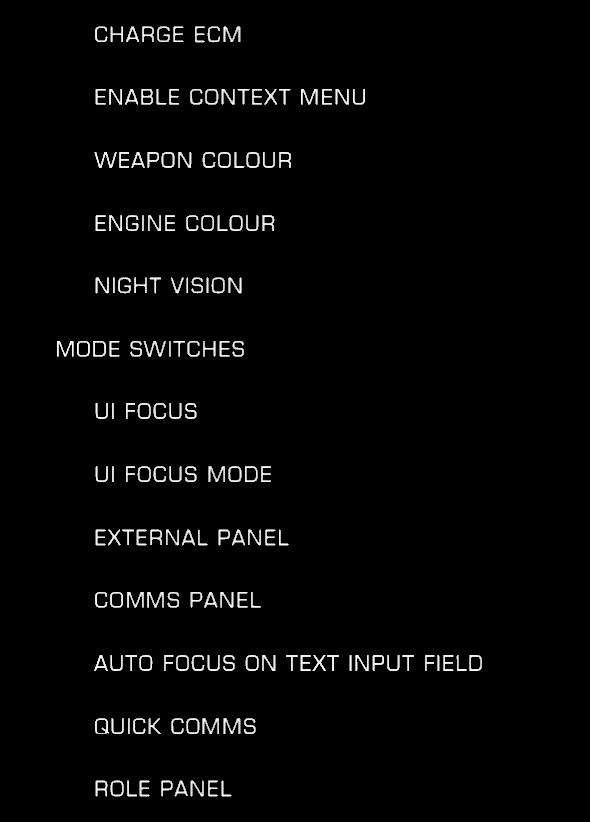 CHARGE ECM
ENABLE CONTEXT MENU
WEAPON COLOUR
ENGINE COLOUR
NIGHT VISION
MODE SWITCHES
UI FOCUS
UI FOCUS MODE
EXTERNAL PANEL
COMMS PANEL
AUTO FOCUS ON TEXT INPUT FIELD
QUICK COMMS
ROLE PANEL